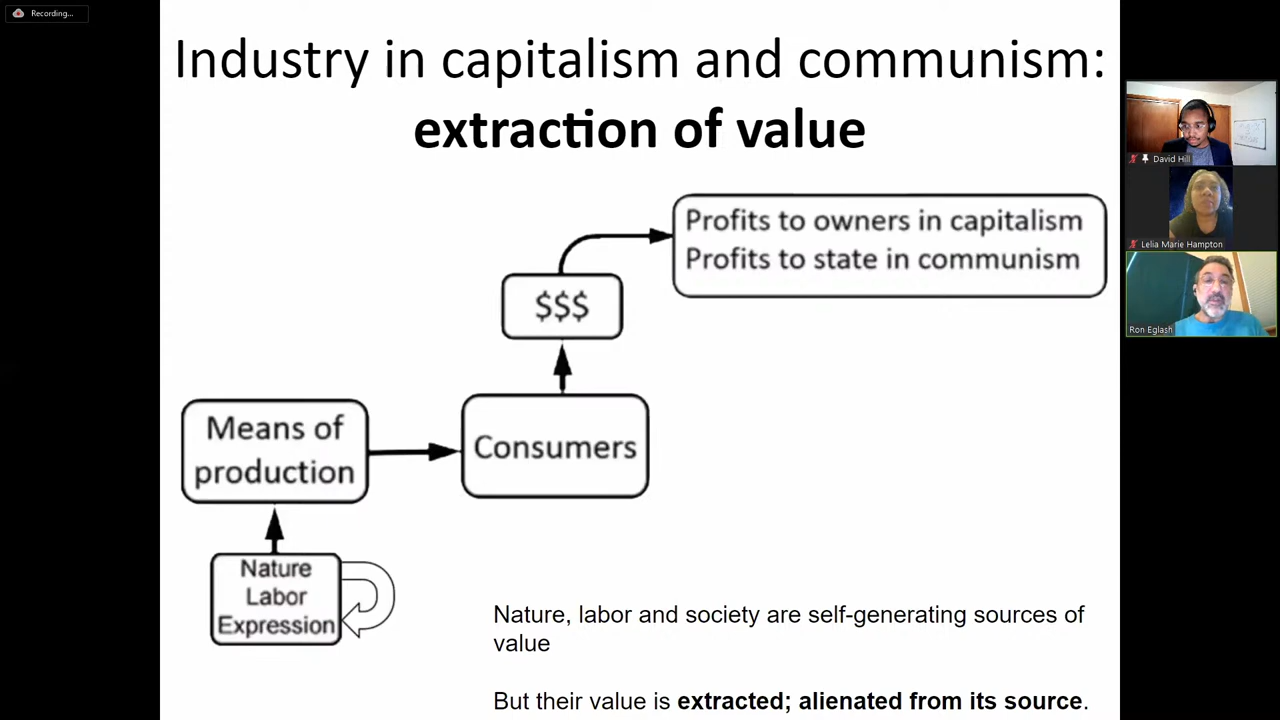 Recording...
Industry in capitalism and communism:
extraction of value
Profits to owners in capitalism
Profits to state in communism
$$$
Means of
production
Consumers
Nature
Labor
Expression
Nature, labor and society are self-generating sources of
value
But their value is extracted; alienated from its source.
David Hill
Lelia Marie Hampton
Ron Eglash